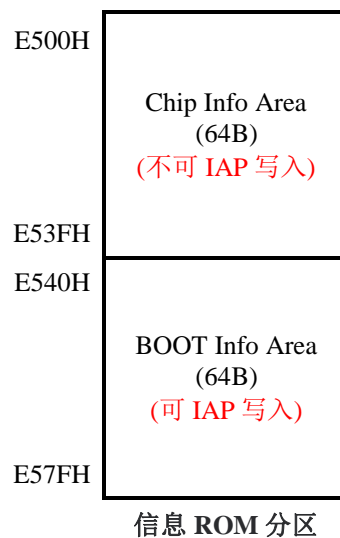 E500H
Chip Info Area
(64B)
(不可 IAP 写入)
E53FH
E540H
BOOT Info Area
(64B)
(可 IAP 写入)
E57FH
信息 ROM 分区